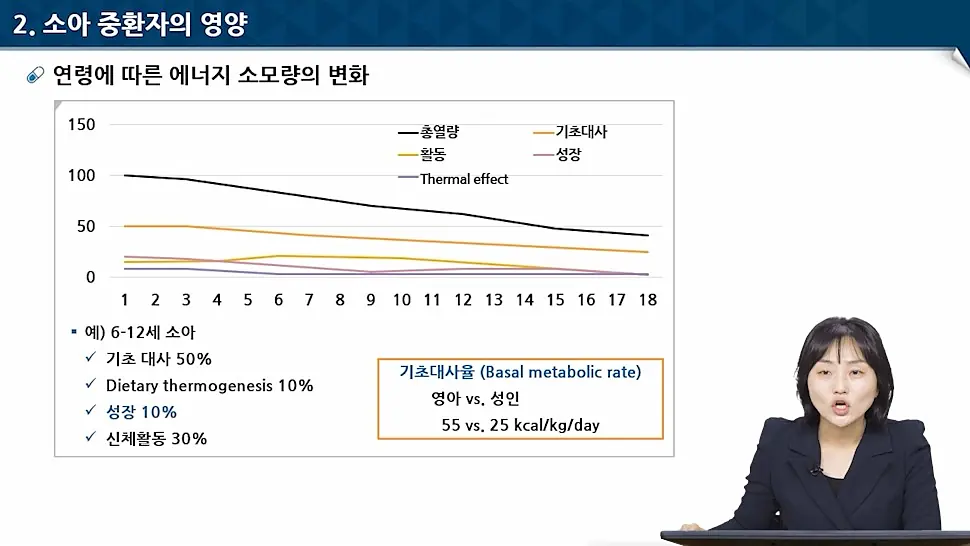 2. 소아 중환자의 영양
연령에 따른 에너지 소모량의 변화
150
100
50
0
총열량 기초대사
활동 성장
Thermal effect
1 2 3 4 5 6 7 8 9 10 11 12 13 14 15 16 17 18
▪ 예) 6-12세 소아
✓ 기초 대사 50%
✓ Dietary thermogenesis 10%
✓ 성장 10%
✓ 신체활동 30%
기초대사율 (Basal metabolic rate)
영아 vs. 성인
55 vs. 25 kcal/kg/day